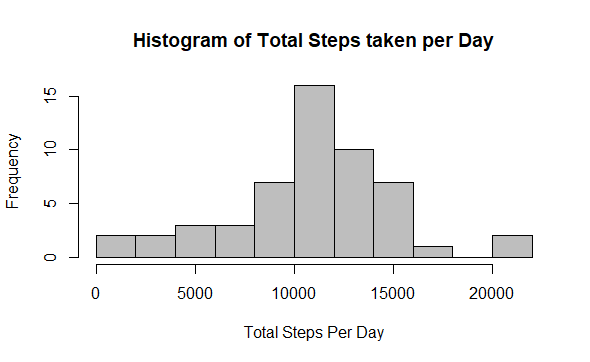 Histogram of Total Steps taken per Day
Frequency
15
10
5
0
0 5000 10000 15000 20000
Total Steps Per Day